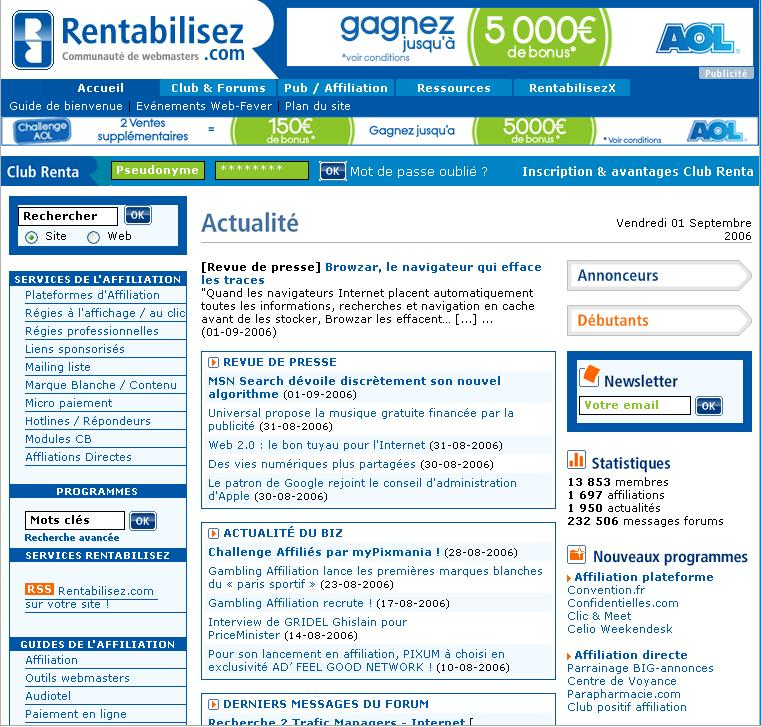 Rentabilisez
Communauté de webmasters .com
gagnez
jusqu'à
*voir conditions
5 000€
de bonus*
AOL
Publicité
Accueil
Club & Forums
Pub / Affiliation
Ressources
RentabilisezX
Guide de bienvenue | Evénements Web-Fever | Plan du site
Challenge
AOL
2 Ventes
supplémentaires
=
150€
de bonus*
Gagnez jusqu'a
5000€
de bonus*
*Voir conditions
AOL
Club Renta
Pseudonyme
********
OK
Mot de passe oublié ?
Inscription & avantages Club Renta
Rechercher
OK
Site
Web
SERVICES DE L'AFFILIATION
Plateformes d'Affiliation
Régies à l'affichage / au clic
Régies professionnelles
Liens sponsorisés
Mailing liste
Marque Blanche / Contenu
Micro paiement
Hotlines / Répondeurs
Modules CB
Affliations Directes
PROGRAMMES
Mots clés
OK
Recherche avancée
SERVICES RENTABILISEZ
RSS Rentabilisez.com
sur votre site !
GUIDES DE L'AFFILIATION
Affiliation
Outils webmasters
Audiotel
Paiement en ligne
Actualité
Vendredi 01 Septembre
2006
[Revue de presse] Browzar, le navigateur qui efface
les traces
"Quand les navigateurs Internet placent automatiquement
toutes les informations, recherches et navigation en cache
avant de les stocker, Browzar les effacent... [...] ...
(01-09-2006)
REVUE DE PRESSE
MSN Search dévoile discrètement son nouvel
algorithme (01-09-2006)
Universal propose la musique gratuite financée par la
publicité (31-08-2006)
Web 2.0 : le bon tuyau pour l'Internet (31-08-2006)
Des vies numériques plus partagées (30-08-2006)
Le patron de Google rejoint le conseil d'administration
d'Apple (30-08-2006)
ACTUALITÉ DU BIZ
Challenge Affiliés par myPixmania ! (28-08-2006)
Gambling Affiliation lance les premières marques blanches
du « paris sportif » (23-08-2006)
Gambling Affiliation recrute ! (17-08-2006)
Interview de GRIDEL Ghislain pour
PriceMinister (14-08-2006)
Pour son lancement en affiliation, PIXUM à choisi en
exclusivité AD' FEEL GOOD NETWORK ! (10-08-2006)
DERNIERS MESSAGES DU FORUM
Recherche 2 Trafic Managers - Internet [
Annonceurs
Débutants
Newsletter
Votre email
OK
Statistiques
13 853 membres
1 697 affiliations
1 950 actualités
232 506 messages forums
Nouveaux programmes
Affiliation plateforme
Convention.fr
Confidentielles.com
Clic & Meet
Celio Weekendesk
Affiliation directe
Parrainage BIG-annonces
Centre de Voyance
Parapharmacie.com
Club positif affiliation